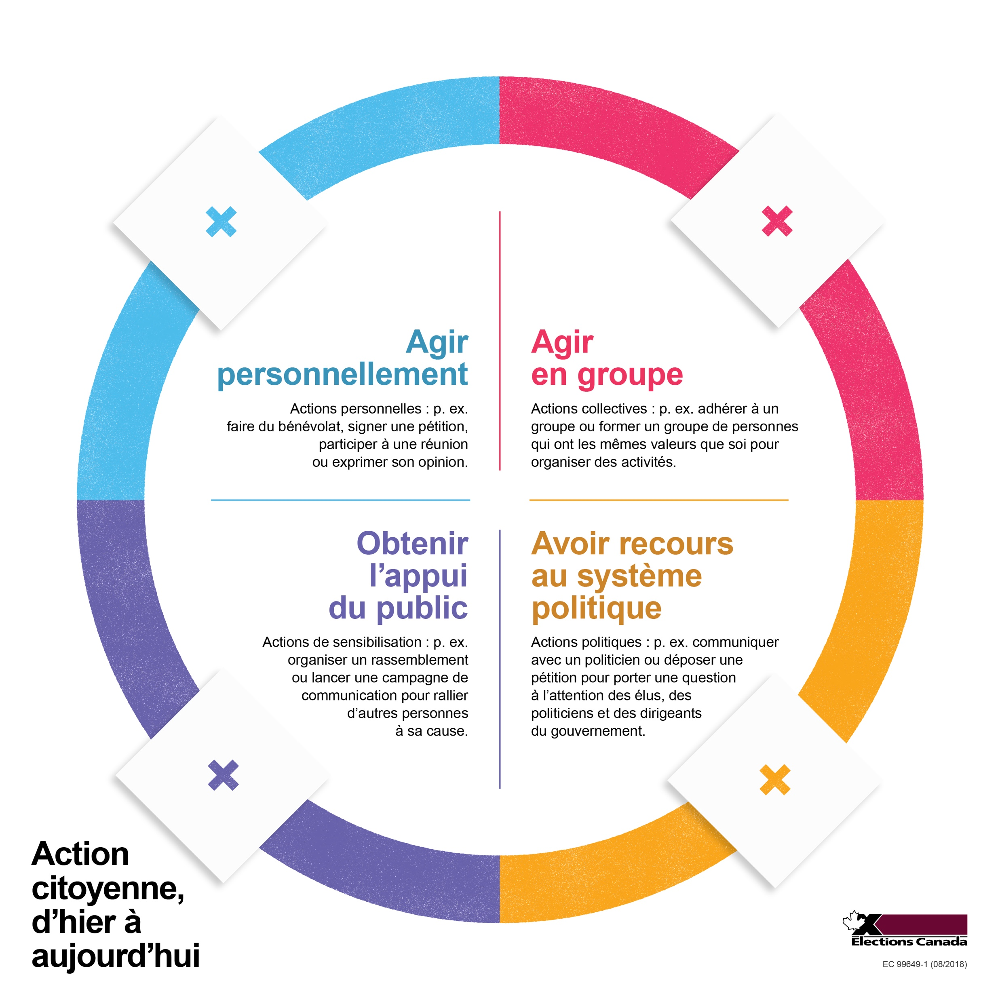 Agir
personnellement
Actions personnelles : p. ex.
faire du bénévolat, signer une pétition,
participer à une réunion
ou exprimer son opinion.
Agir
en groupe
Actions collectives : p. ex. adhérer à un
groupe ou former un groupe de personnes
qui ont les mêmes valeurs que soi pour
organiser des activités.
Obtenir
l’appui
du public
Actions de sensibilisation : p. ex.
organiser un rassemblement
ou lancer une campagne de
communication pour rallier
d’autres personnes
à sa cause.
Avoir recours
au système
politique
Actions politiques : p. ex. communiquer
avec un politicien ou déposer une
pétition pour porter une question
à l’attention des élus, des
politiciens et des dirigeants
du gouvernement.
Action
citoyenne,
d’hier à
aujourd’hui
Elections Canada
EC 99649-1 (08/2018)